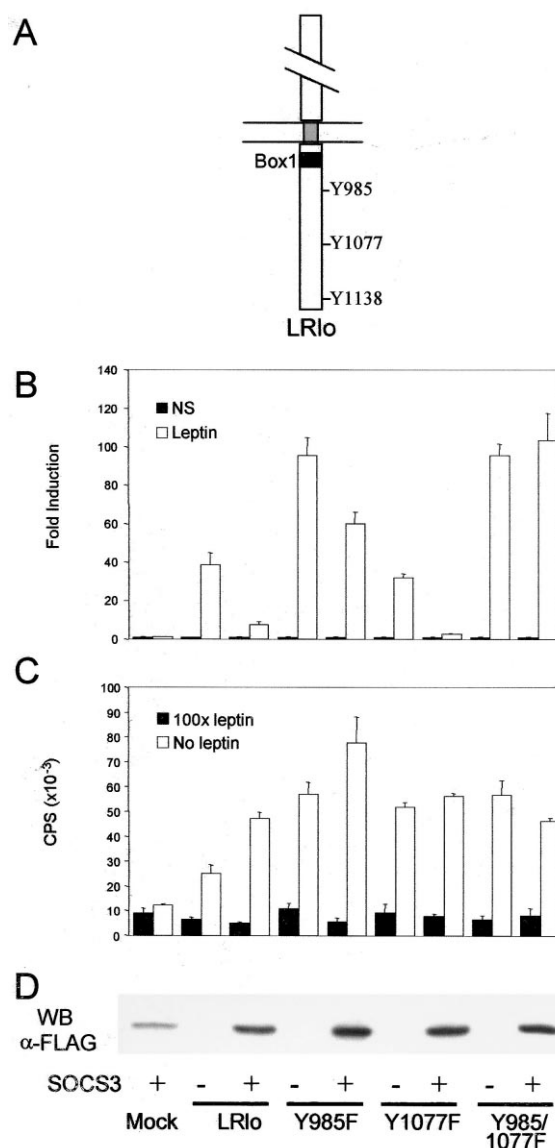 A
Box1
Y985
Y1077
Y1138
LRlo
B
Fold Induction
140
120
100
80
60
40
20
0
NS
Leptin
C
CPS (x10⁻³)
100
90
80
70
60
50
40
30
20
10
0
100x leptin
No leptin
D
WB
α-FLAG
SOCS3 + - + - + - + - +
Mock LRlo Y985F Y1077F Y985/
1077F